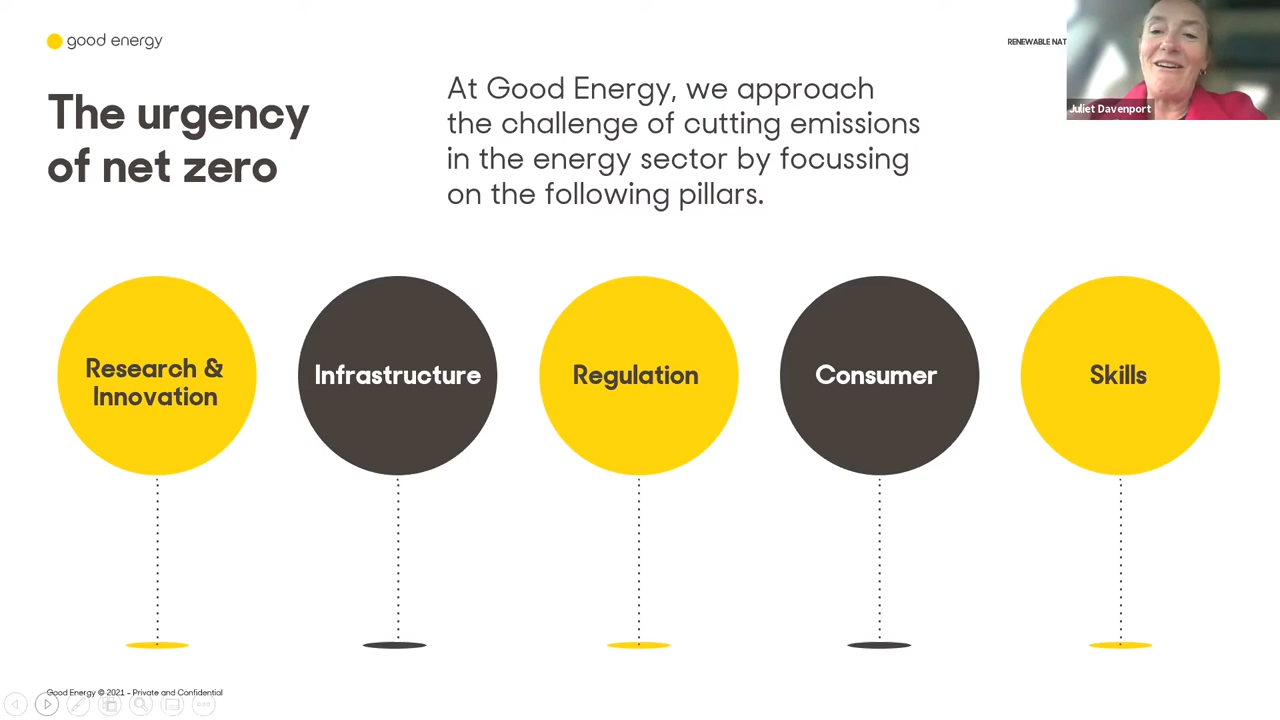 good energy
RENEWABLE NAT
The urgency
of net zero
At Good Energy, we approach
the challenge of cutting emissions
in the energy sector by focussing
on the following pillars.
Juliet Davenport
Research &
Innovation
Infrastructure
Regulation
Consumer
Skills
Good Energy © 2021 - Private and Confidential